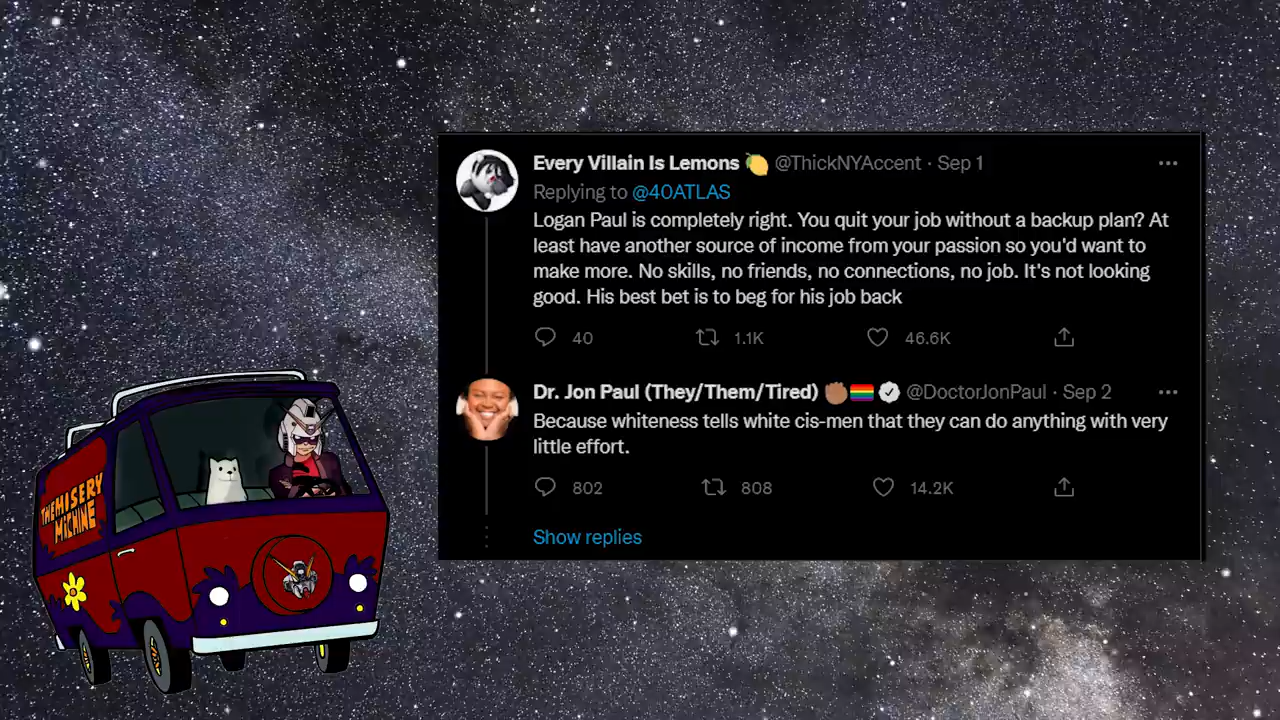 Every Villain Is Lemons 🍋 @ThickNYAccent · Sep 1
Replying to @40ATLAS
Logan Paul is completely right. You quit your job without a backup plan? At
least have another source of income from your passion so you'd want to
make more. No skills, no friends, no connections, no job. It's not looking
good. His best bet is to beg for his job back
40 1.1K 46.6K
Dr. Jon Paul (They/Them/Tired) ✊🏾🏳️‍🌈 @DoctorJonPaul · Sep 2
Because whiteness tells white cis-men that they can do anything with very
little effort.
802 808 14.2K
Show replies
THE MISERY
MACHINE